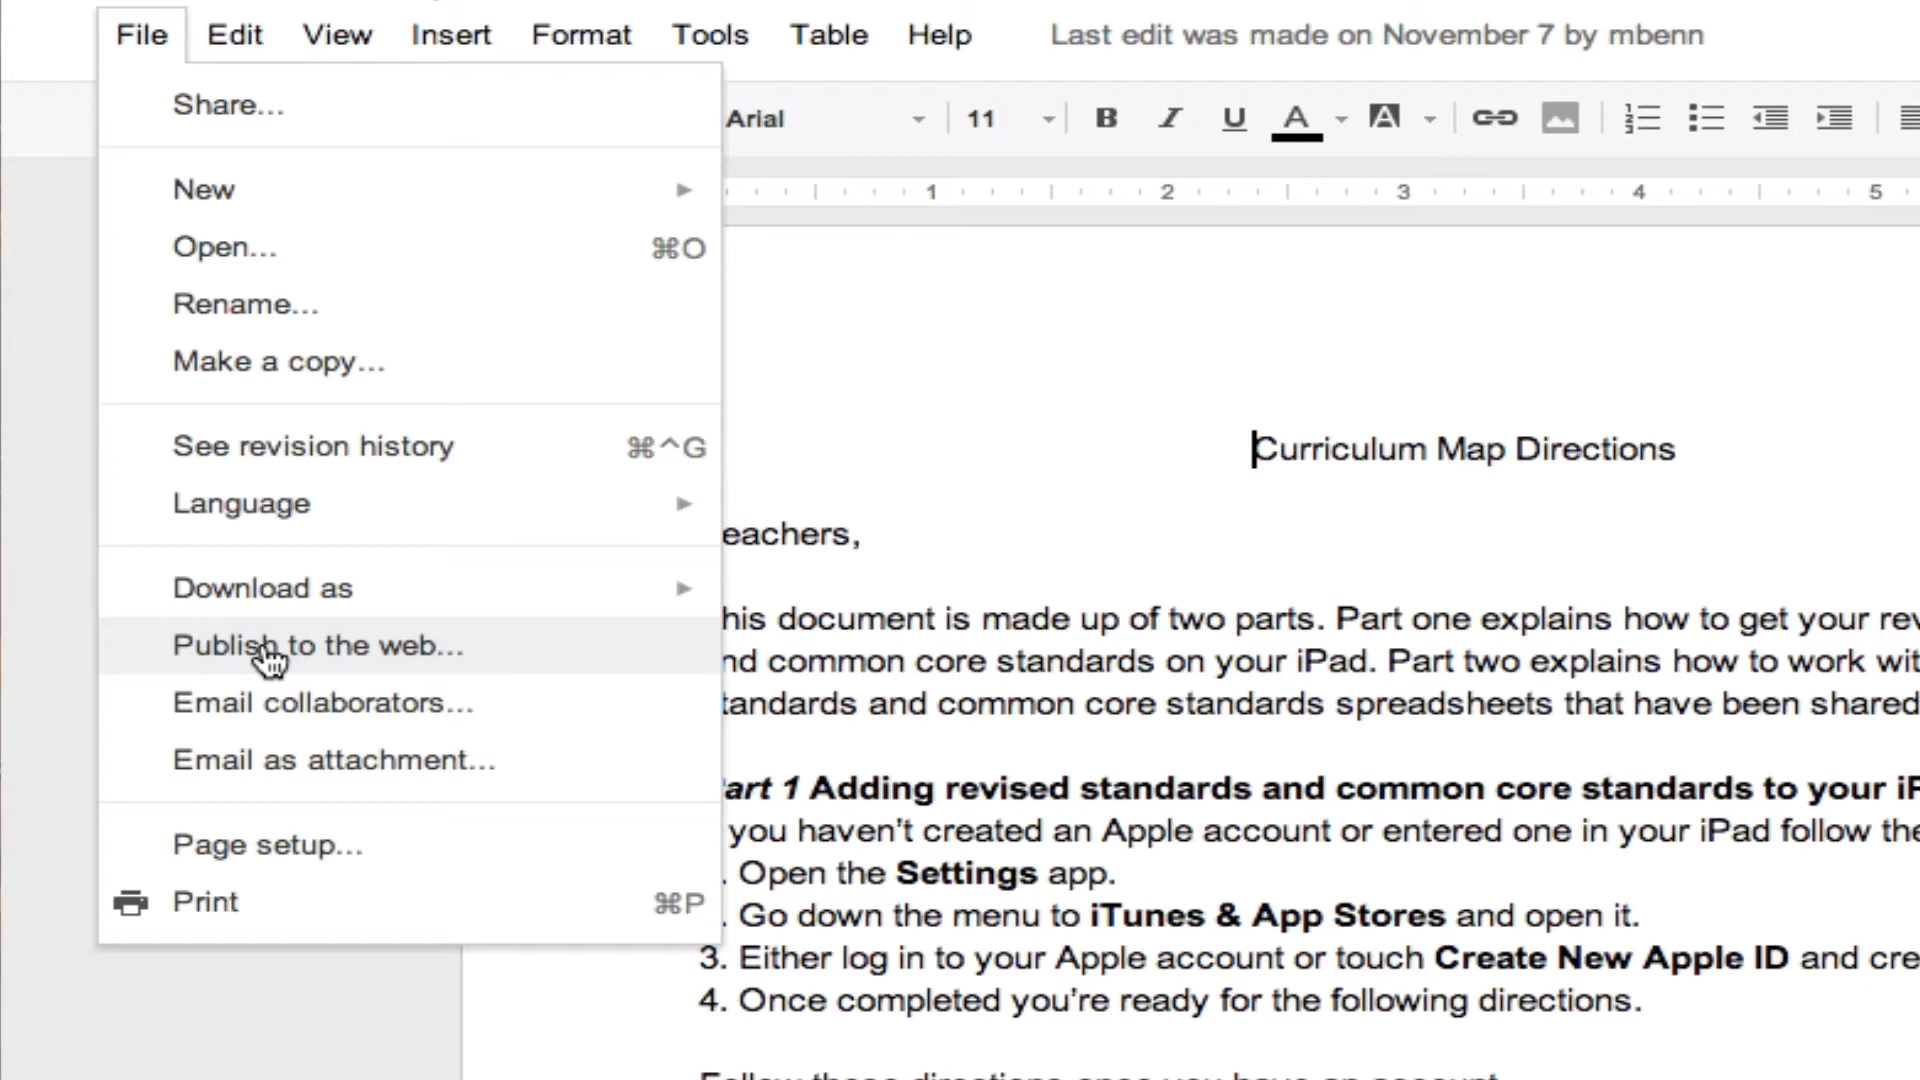 File Edit View Insert Format Tools Table Help Last edit was made on November 7 by mbenn
Share...
Arial 11 B I U A A
New
1 2 3 4 5
Open... ⌘O
Rename...
Make a copy...
See revision history ⌘^G
Curriculum Map Directions
Language
eachers,
Download as
his document is made up of two parts. Part one explains how to get your rev
Publish to the web...
nd common core standards on your iPad. Part two explains how to work wit
Email collaborators...
tandards and common core standards spreadsheets that have been shared
Email as attachment...
art 1 Adding revised standards and common core standards to your iP
you haven't created an Apple account or entered one in your iPad follow the
Page setup...
. Open the Settings app.
Print ⌘P
. Go down the menu to iTunes & App Stores and open it.
3. Either log in to your Apple account or touch Create New Apple ID and cre
4. Once completed you're ready for the following directions.